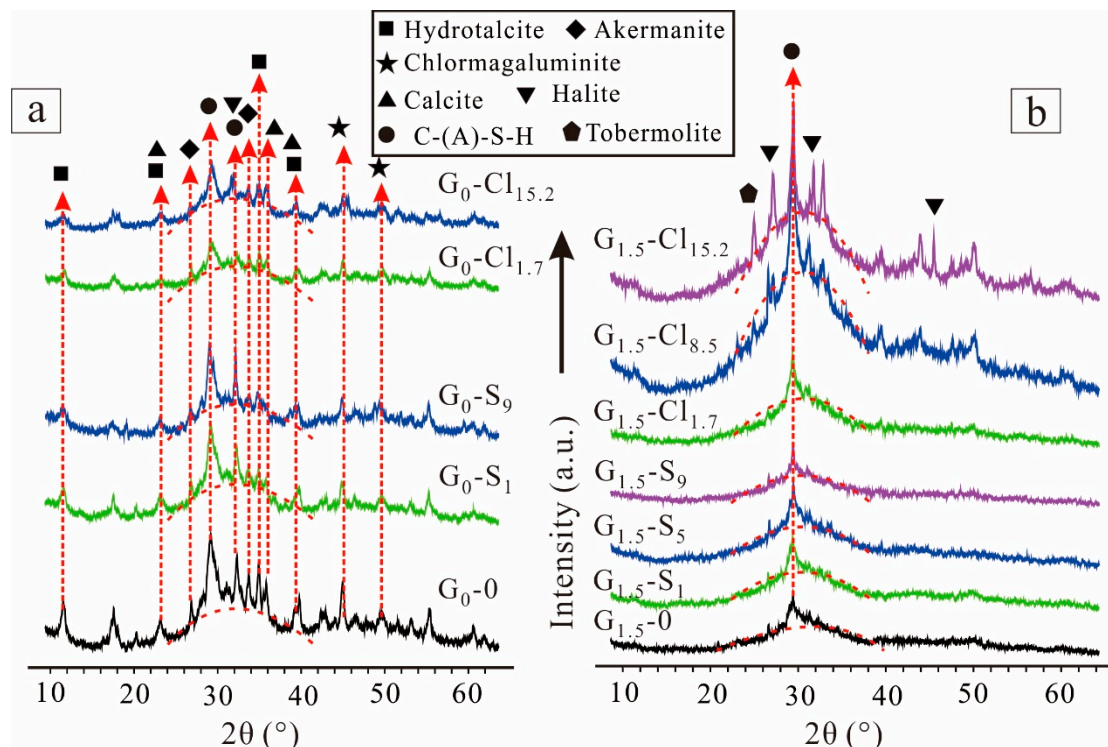 Hydrotalcite Akermanite
Chlormagaluminite
Calcite Halite
C-(A)-S-H Tobermolite
a
G₀-Cl₁₅.₂
G₀-Cl₁.₇
G₀-S₉
G₀-S₁
G₀-0
10 20 30 40 50 60
2θ (°)
b
Intensity (a.u.)
G₁.₅-Cl₁₅.₂
G₁.₅-Cl₈.₅
G₁.₅-Cl₁.₇
G₁.₅-S₉
G₁.₅-S₅
G₁.₅-S₁
G₁.₅-0
10 20 30 40 50 60
2θ (°)